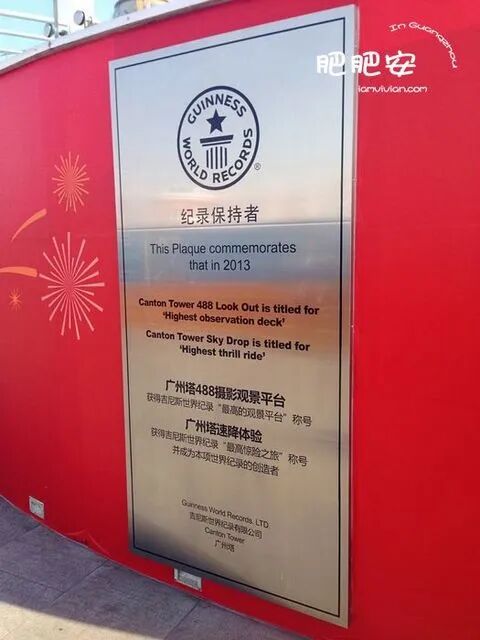 In Guangzhou
肥肥安
ianvivian.com
GUINNESS
WORLD RECORDS
®
纪录保持者
This Plaque commemorates
that in 2013
Canton Tower 488 Look Out is titled for
‘Highest observation deck’
Canton Tower Sky Drop is titled for
‘Highest thrill ride’
广州塔488摄影观景平台
获得吉尼斯世界纪录“最高的观景平台”称号
广州塔速降体验
获得吉尼斯世界纪录“最高惊险之旅”称号
并成为本项世界纪录的创造者
Guinness World Records. LTD
吉尼斯世界纪录有限公司
Canton Tower
广州塔